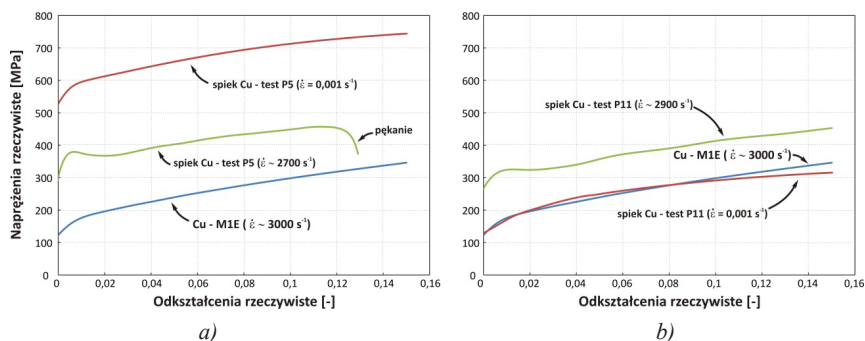 800
700
600
500
400
300
200
100
0
Naprężenia rzeczywiste [MPa]
spiek Cu - test P5 (ε̇ = 0,001 s⁻¹)
pękanie
spiek Cu - test P5 (ε̇ ~ 2700 s⁻¹)
Cu - M1E ( ε̇ ~ 3000 s⁻¹)
0 0,02 0,04 0,06 0,08 0,1 0,12 0,14 0,16
Odkształcenia rzeczywiste [-]
a)
800
700
600
500
400
300
200
100
0
spiek Cu - test P11 (ε̇ ~ 2900 s⁻¹)
Cu - M1E ( ε̇ ~ 3000 s⁻¹)
spiek Cu - test P11 (ε̇ = 0,001 s⁻¹)
0 0,02 0,04 0,06 0,08 0,1 0,12 0,14 0,16
Odkształcenia rzeczywiste [-]
b)